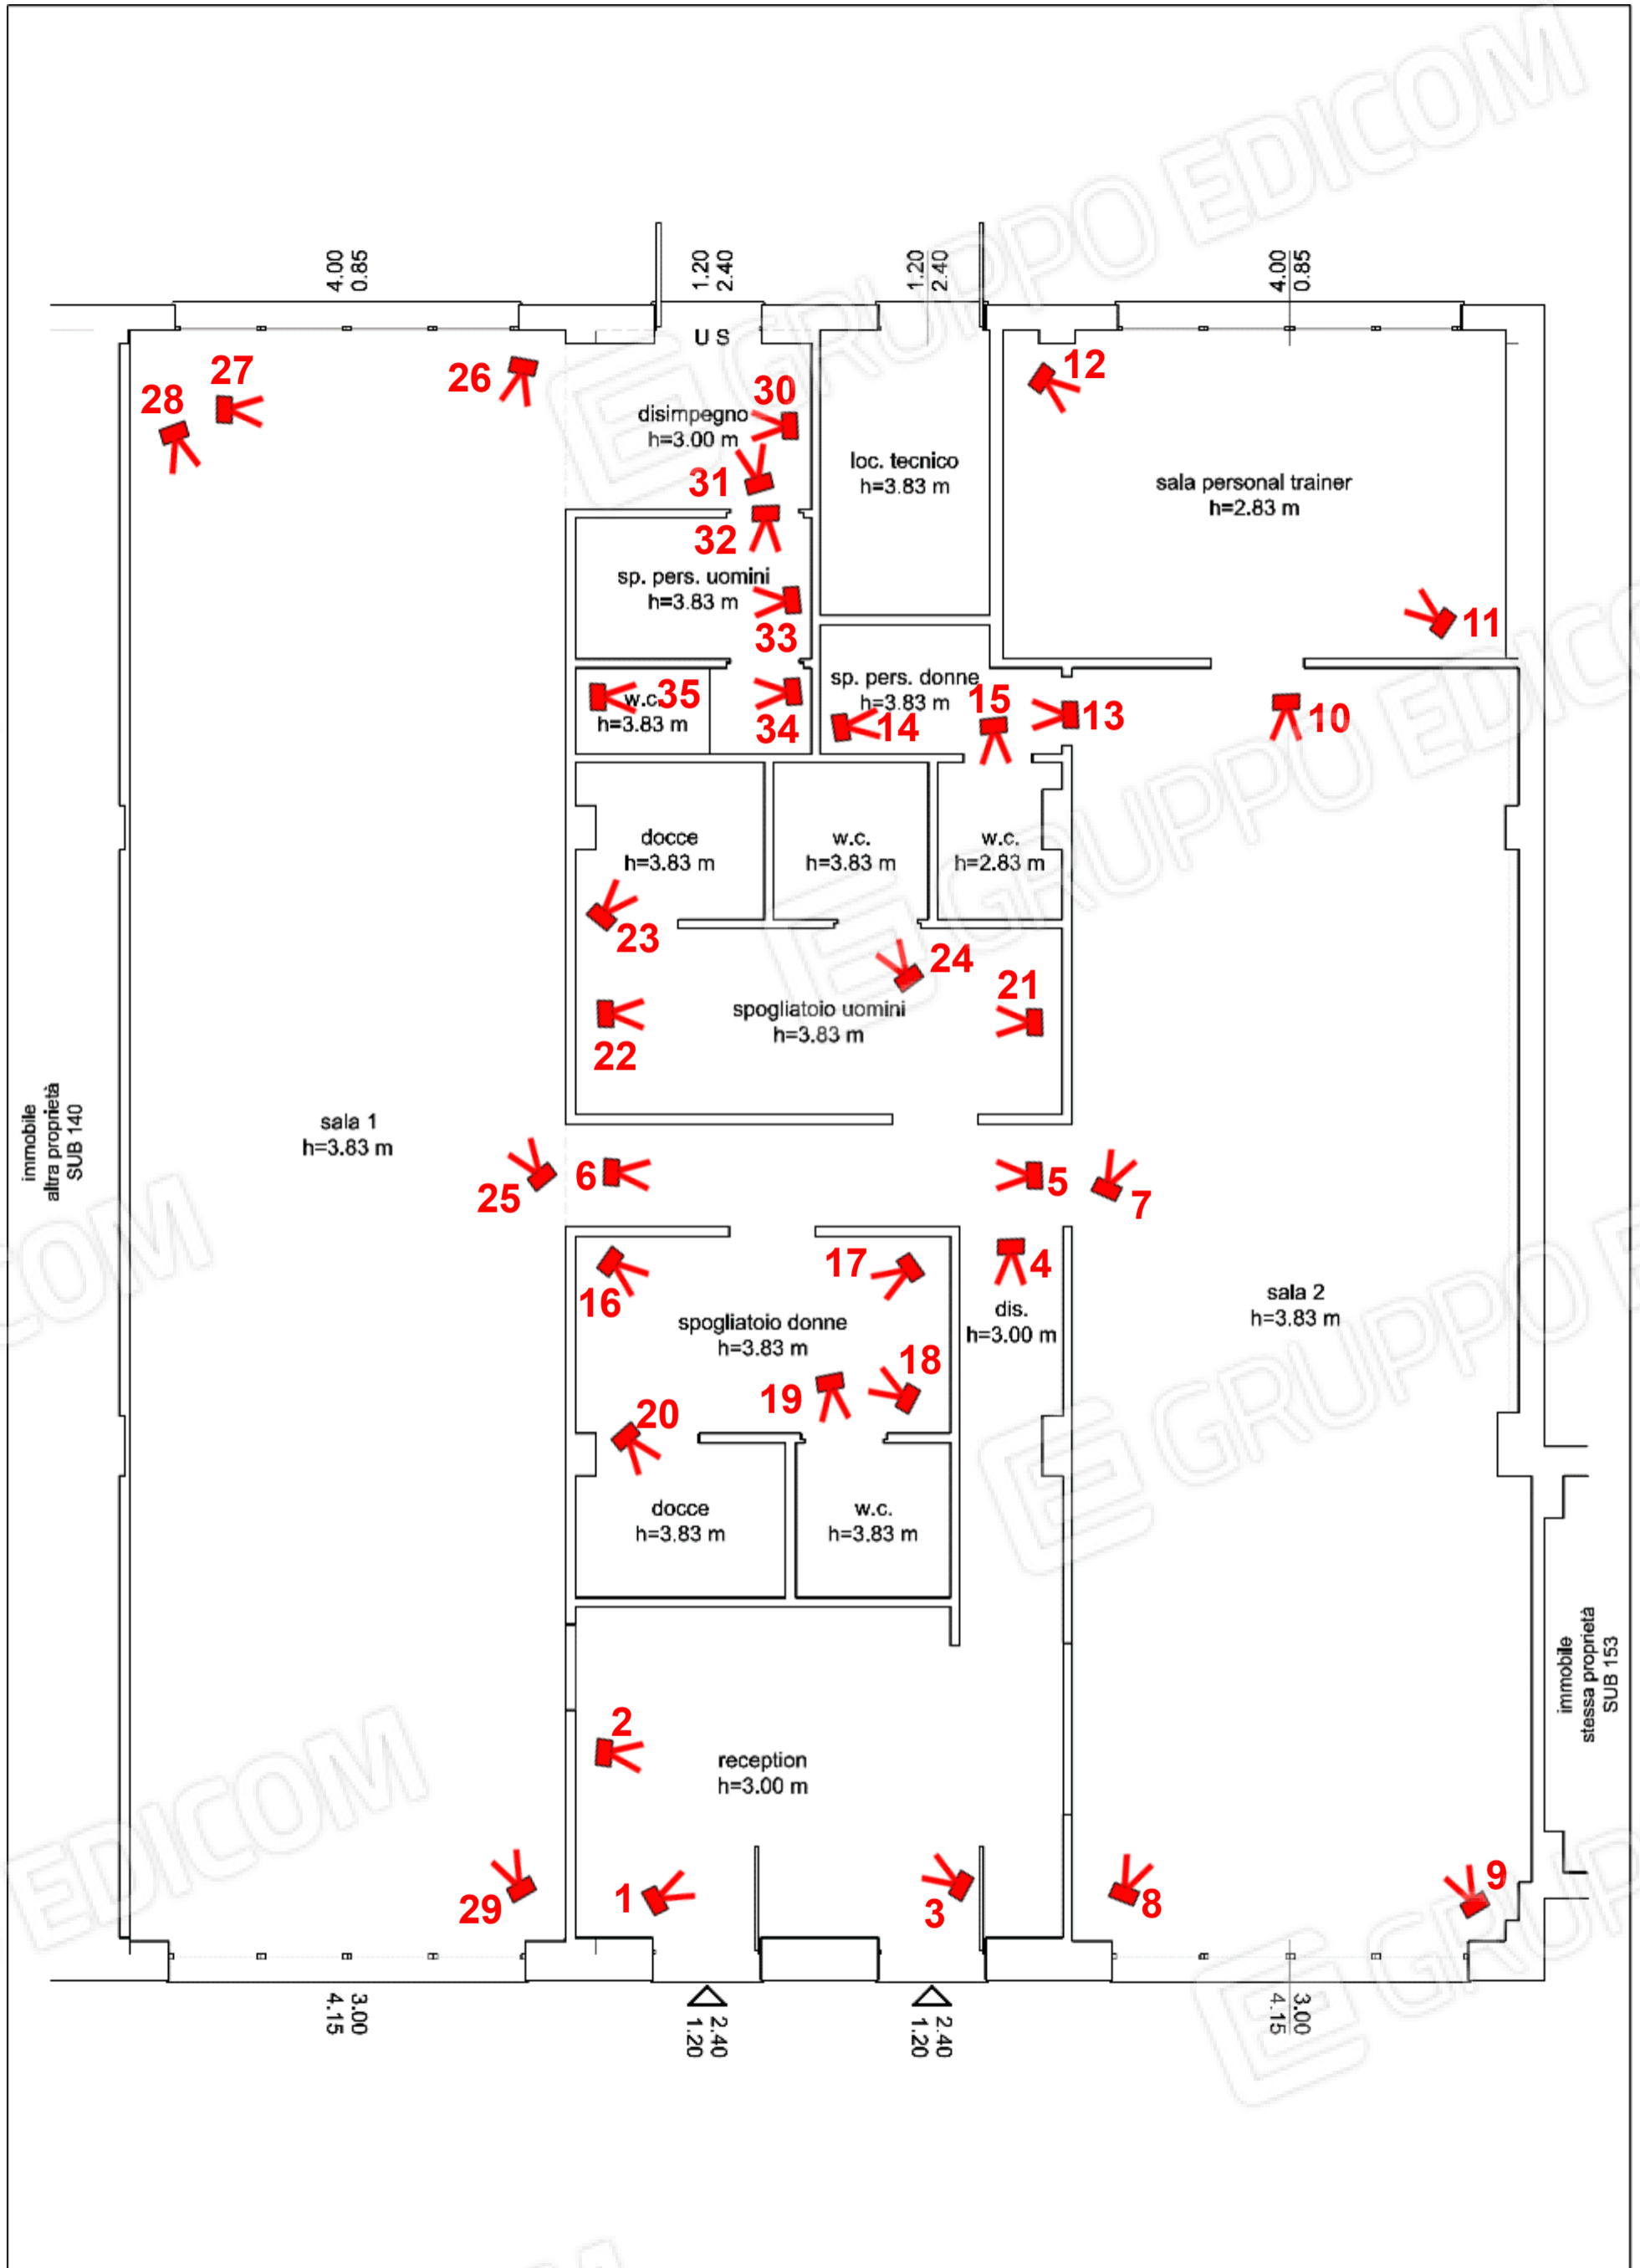 4.00
0.85
1.20
2.40
1.20
2.40
4.00
0.85
U S
27
28
26
30
12
disimpegno
h=3.00 m
31
32
loc. tecnico
h=3.83 m
sala personal trainer
h=2.83 m
sp. pers. uomini
h=3.83 m
33
11
sp. pers. donne
h=3.83 m
15
13
14
10
w.c.
h=3.83 m
35
34
docce
h=3.83 m
w.c.
h=3.83 m
w.c.
h=2.83 m
23
24
21
spogliatoio uomini
h=3.83 m
22
immobile
altra proprietà
SUB 140
sala 1
h=3.83 m
25
6
5
7
16
17
4
spogliatoio donne
h=3.83 m
dis.
h=3.00 m
sala 2
h=3.83 m
18
19
20
docce
h=3.83 m
w.c.
h=3.83 m
immobile
stessa proprietà
SUB 153
2
reception
h=3.00 m
29
1
3
8
9
3.00
4.15
2.40
1.20
2.40
1.20
3.00
4.15
GRUPPO EDICOM
GRUPPO EDICOM
GRUPPO E
COM
EDICOM
GRUP